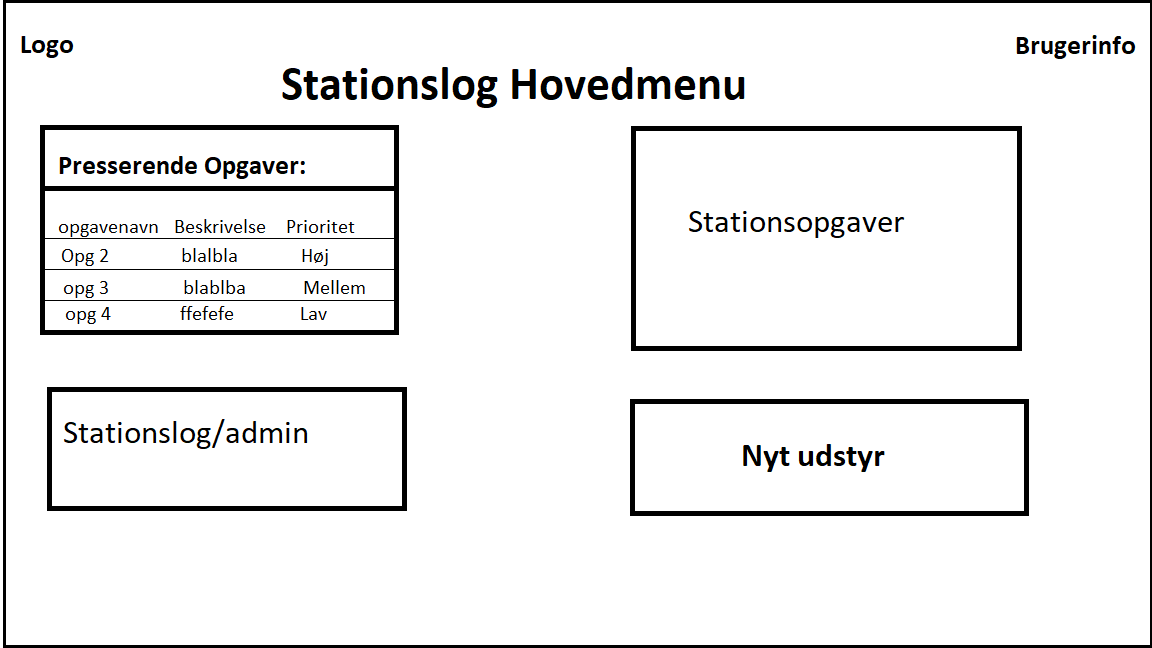 Logo
Brugerinfo
Stationslog Hovedmenu
Presserende Opgaver:
opgavenavn Beskrivelse Prioritet
Opg 2 blalbla Høj
opg 3 blablba Mellem
opg 4 ffefefe Lav
Stationsopgaver
Stationslog/admin
Nyt udstyr